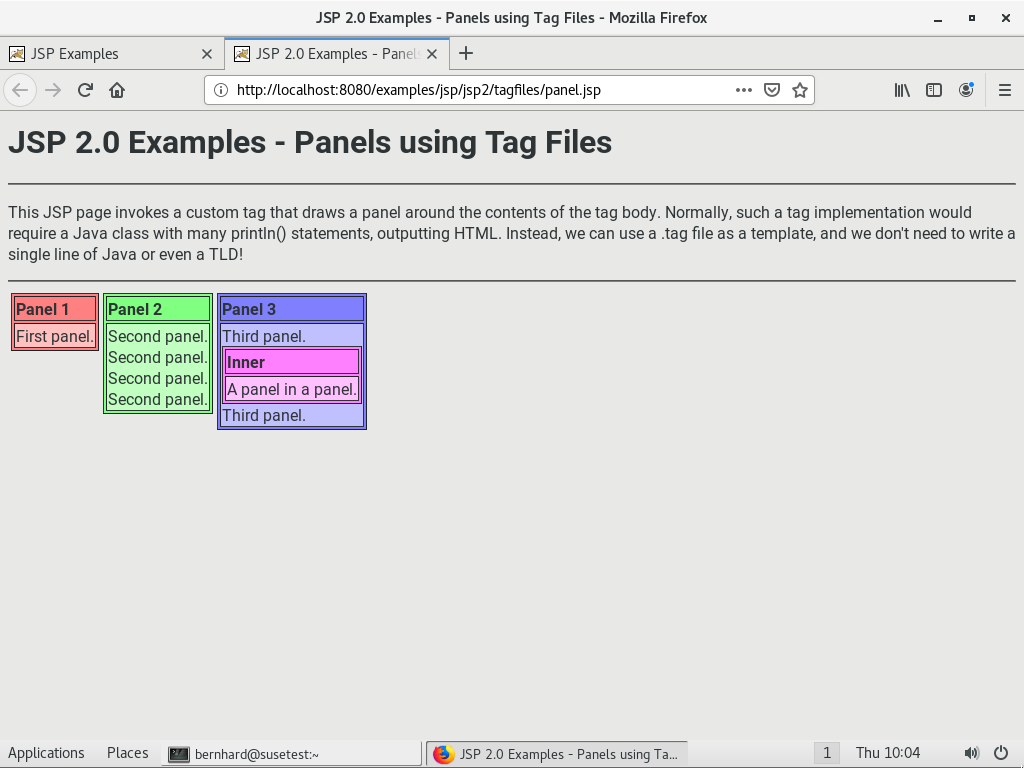 JSP 2.0 Examples - Panels using Tag Files - Mozilla Firefox
JSP Examples
JSP 2.0 Examples - Panels
http://localhost:8080/examples/jsp/jsp2/tagfiles/panel.jsp
JSP 2.0 Examples - Panels using Tag Files
This JSP page invokes a custom tag that draws a panel around the contents of the tag body. Normally, such a tag implementation would
require a Java class with many println() statements, outputting HTML. Instead, we can use a .tag file as a template, and we don't need to write a
single line of Java or even a TLD!
Panel 1
First panel.
Panel 2
Second panel.
Second panel.
Second panel.
Second panel.
Panel 3
Third panel.
Inner
A panel in a panel.
Third panel.
Applications Places bernhard@susetest:~ JSP 2.0 Examples - Panels using Ta... 1 Thu 10:04